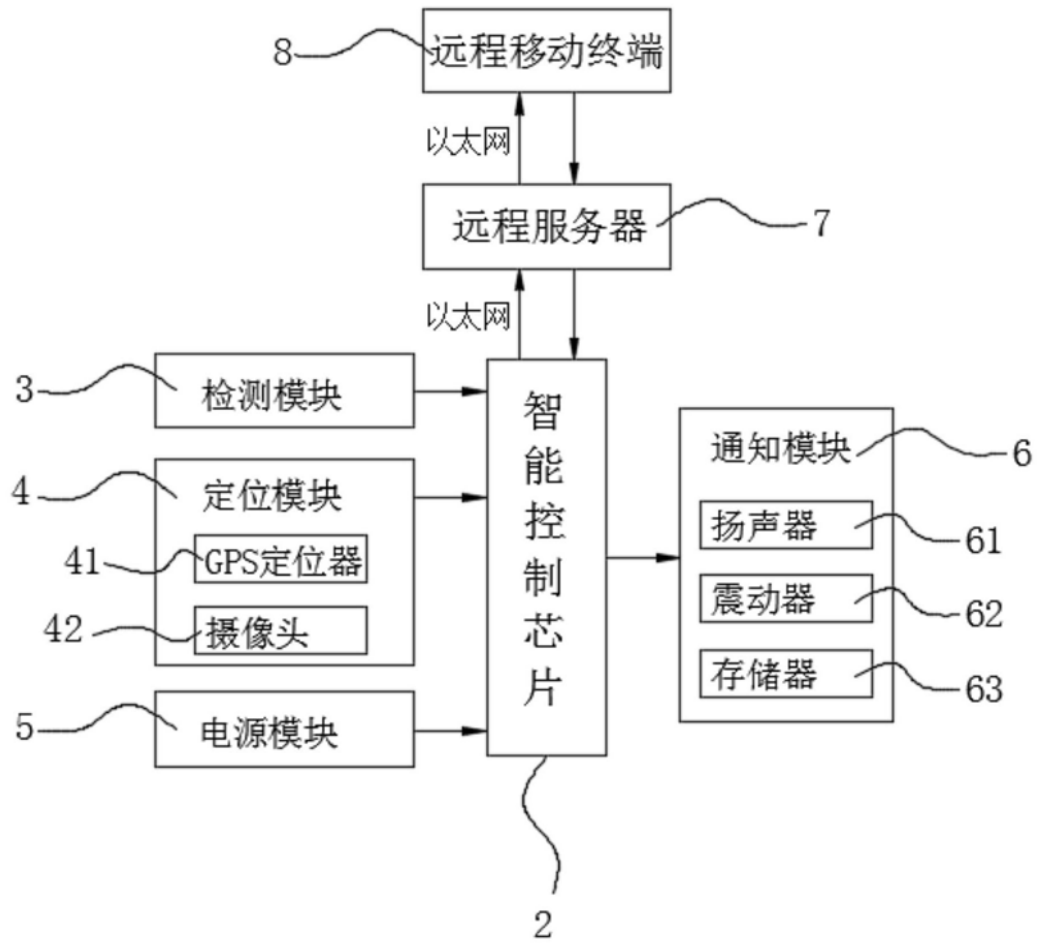 8
远程移动终端
以太网
远程服务器
7
以太网
3
检测模块
智能控制芯片
4
定位模块
41
GPS定位器
42
摄像头
5
电源模块
通知模块
6
扬声器
61
震动器
62
存储器
63
2